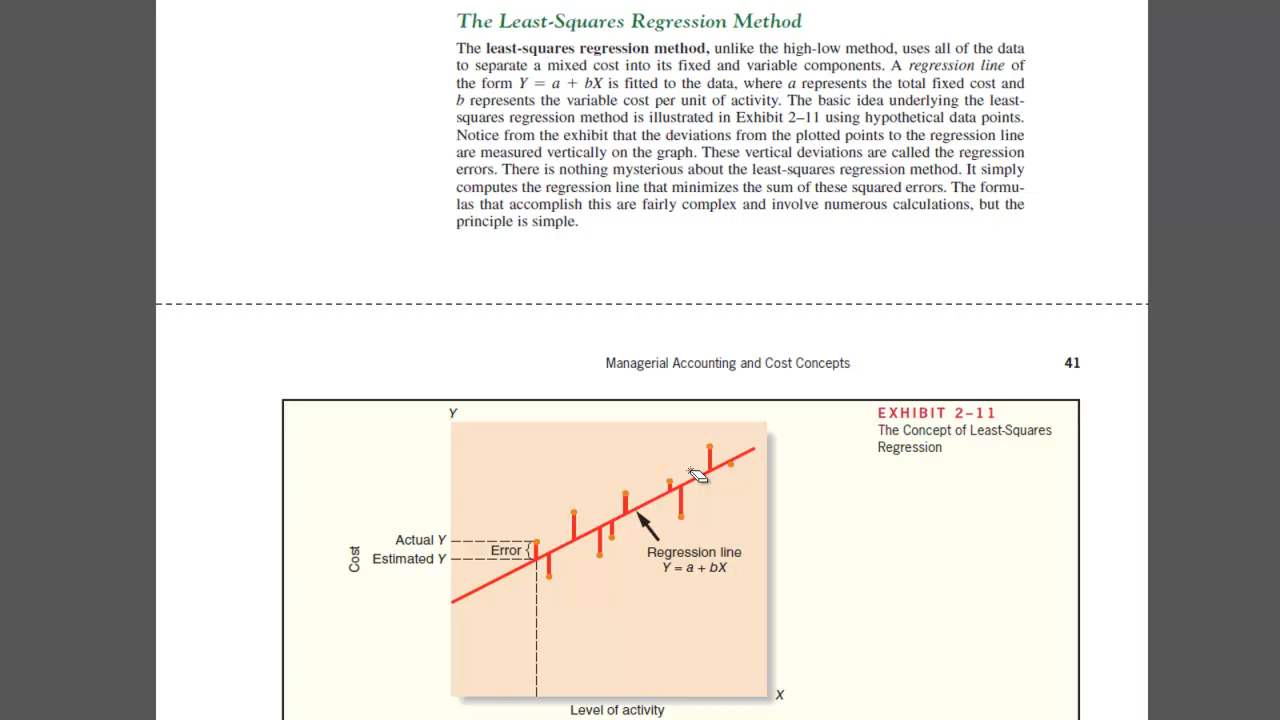 The Least-Squares Regression Method
The least-squares regression method, unlike the high-low method, uses all of the data
to separate a mixed cost into its fixed and variable components. A regression line of
the form Y = a + bX is fitted to the data, where a represents the total fixed cost and
b represents the variable cost per unit of activity. The basic idea underlying the least-
squares regression method is illustrated in Exhibit 2–11 using hypothetical data points.
Notice from the exhibit that the deviations from the plotted points to the regression line
are measured vertically on the graph. These vertical deviations are called the regression
errors. There is nothing mysterious about the least-squares regression method. It simply
computes the regression line that minimizes the sum of these squared errors. The formu-
las that accomplish this are fairly complex and involve numerous calculations, but the
principle is simple.
Managerial Accounting and Cost Concepts 41
EXHIBIT 2–11
The Concept of Least-Squares
Regression
Y
Actual Y
Estimated Y
Error
Cost
Regression line
Y = a + bX
X
Level of activity